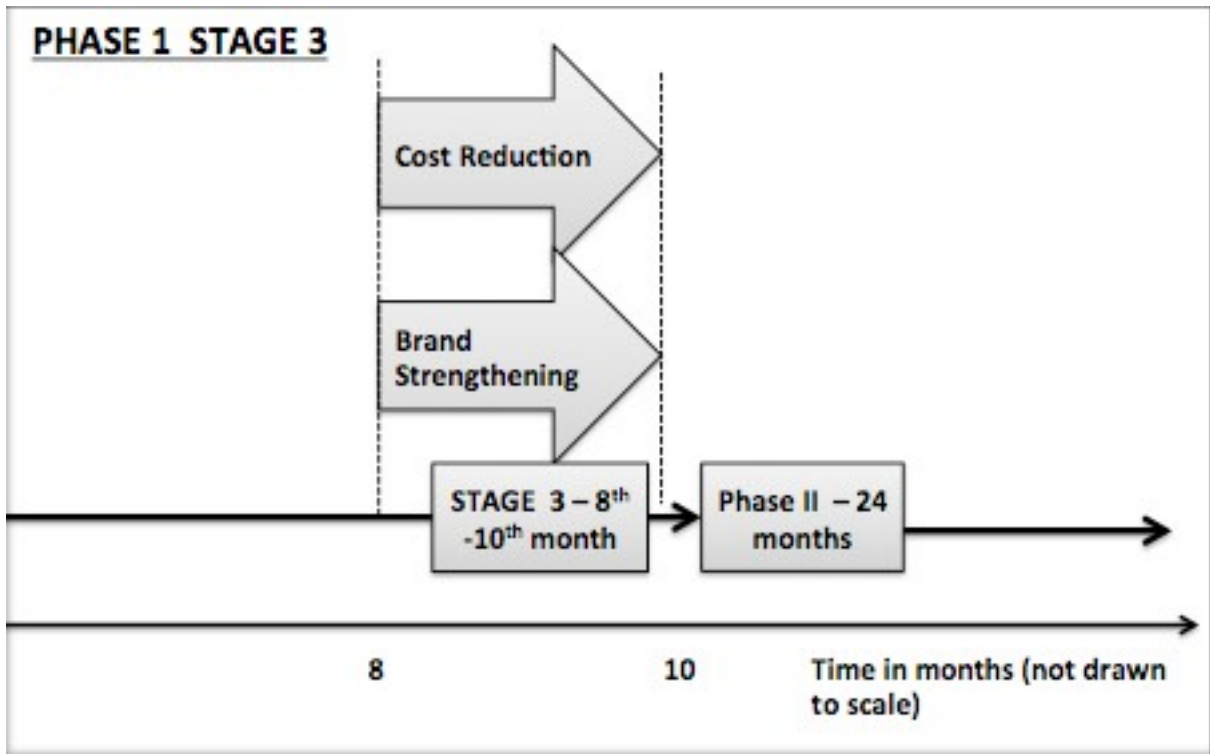 PHASE 1 STAGE 3
Cost Reduction
Brand
Strengthening
STAGE 3 – 8th
-10th month
Phase II – 24
months
8
10
Time in months (not drawn
to scale)